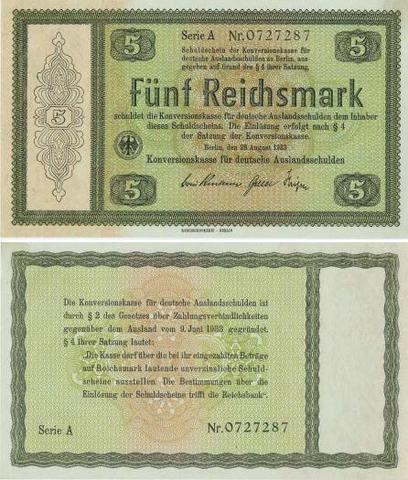 5
Serie A Nr.0727287
5
Schuldschein der Konversionskasse für
deutsche Auslandsschulden zu Berlin, aus
gegeben auf Grund des § 4 ihrer Satzung.
Fünf Reichsmark
5
schuldet die Konversionskasse für deutsche Auslandsschulden dem Inhaber
dieses Schuldscheins. Die Einlösung erfolgt nach § 4
der Satzung der Konversionskasse.
Berlin, den 28. August 1933
Konversionskasse für deutsche Auslandsschulden
5
5
Die Konversionskasse für deutsche Auslandsschulden ist
durch § 2 des Gesetzes über Zahlungsverbindlichkeiten
gegenüber dem Ausland vom 9. Juni 1933 gegründet.
§ 4 ihrer Satzung lautet:
„Die Kasse darf über die bei ihr eingezahlten Beträge
auf Reichsmark lautende unverzinsliche Schuld-
scheine ausstellen. Die Bestimmungen über die
Einlösung der Schuldscheine trifft die Reichsbank“.
Serie A Nr.0727287